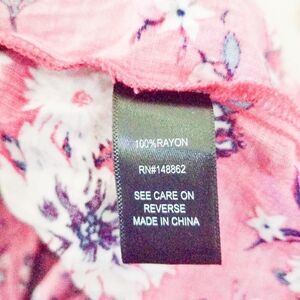 100%RAYON
RN#148862
SEE CARE ON
REVERSE
MADE IN CHINA